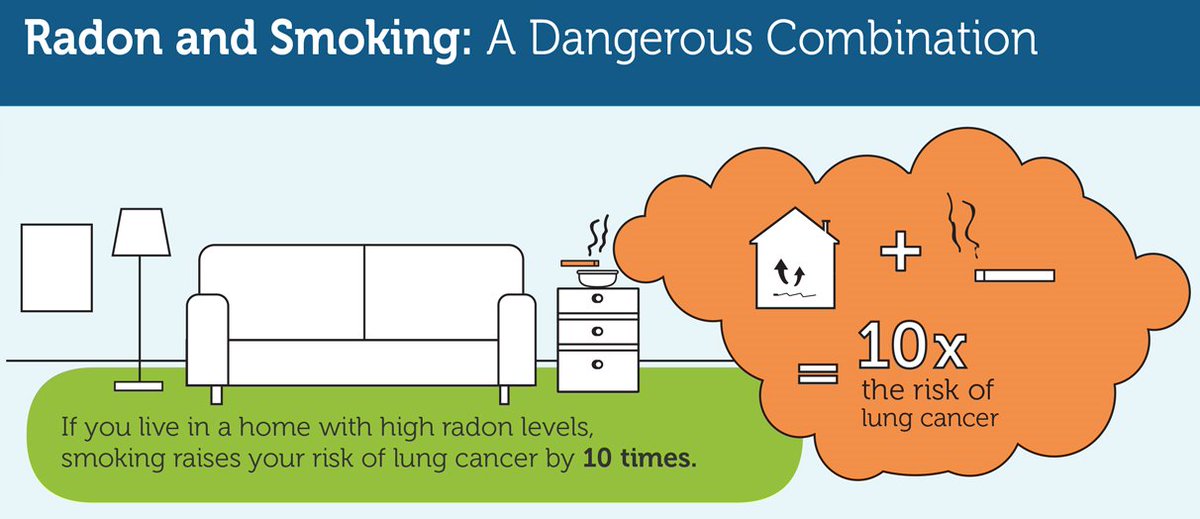 Radon and Smoking: A Dangerous Combination
+
= 10x
the risk of
lung cancer
If you live in a home with high radon levels,
smoking raises your risk of lung cancer by 10 times.